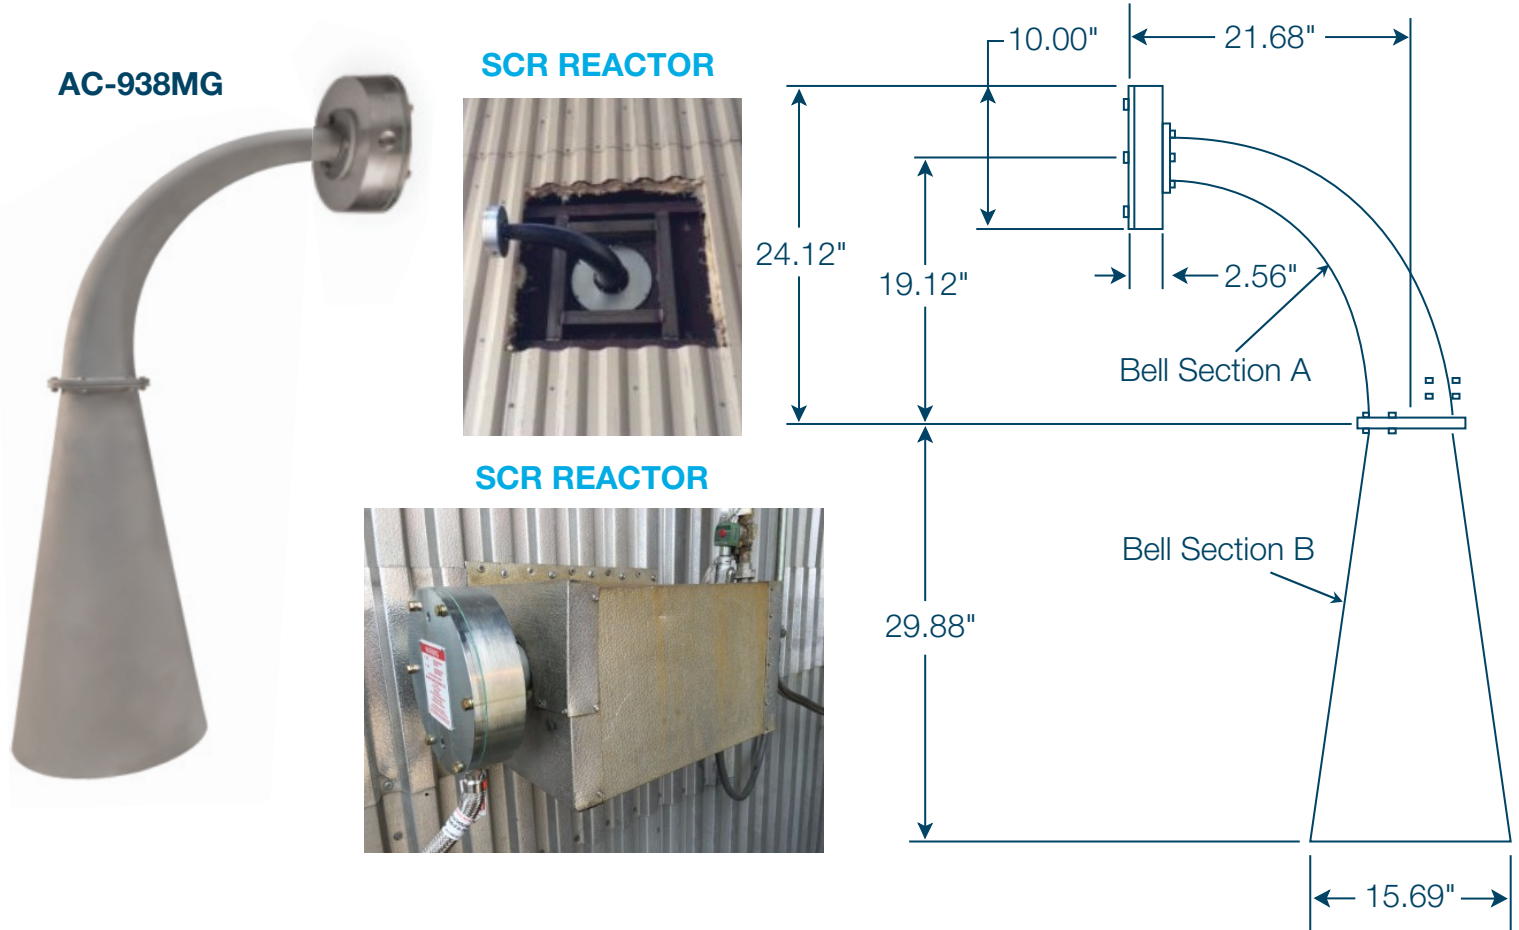 AC-938MG
SCR REACTOR
SCR REACTOR
10.00"
21.68"
24.12"
19.12"
2.56"
Bell Section A
Bell Section B
29.88"
15.69"